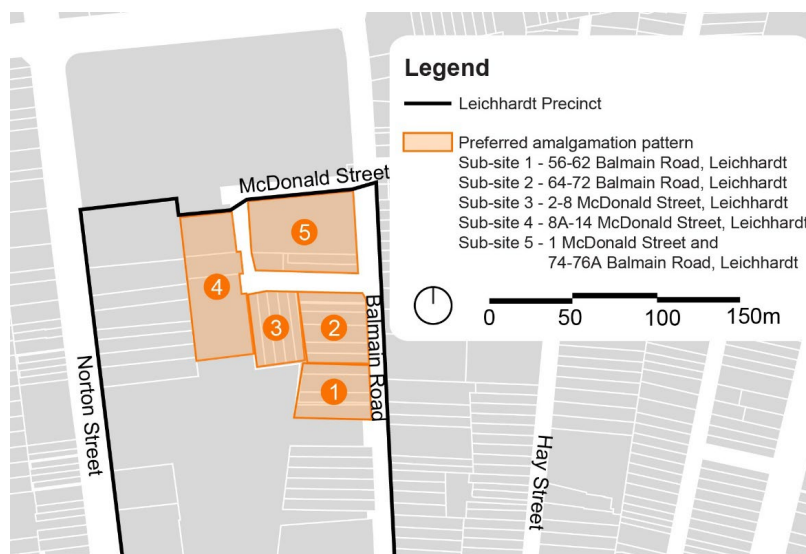 Legend
Leichhardt Precinct
Preferred amalgamation pattern
Sub-site 1 - 56-62 Balmain Road, Leichhardt
Sub-site 2 - 64-72 Balmain Road, Leichhardt
Sub-site 3 - 2-8 McDonald Street, Leichhardt
Sub-site 4 - 8A-14 McDonald Street, Leichhardt
Sub-site 5 - 1 McDonald Street and
74-76A Balmain Road, Leichhardt
0 50 100 150m
McDonald Street
5
4
3
2
1
Balmain Road
Norton Street
Hay Street